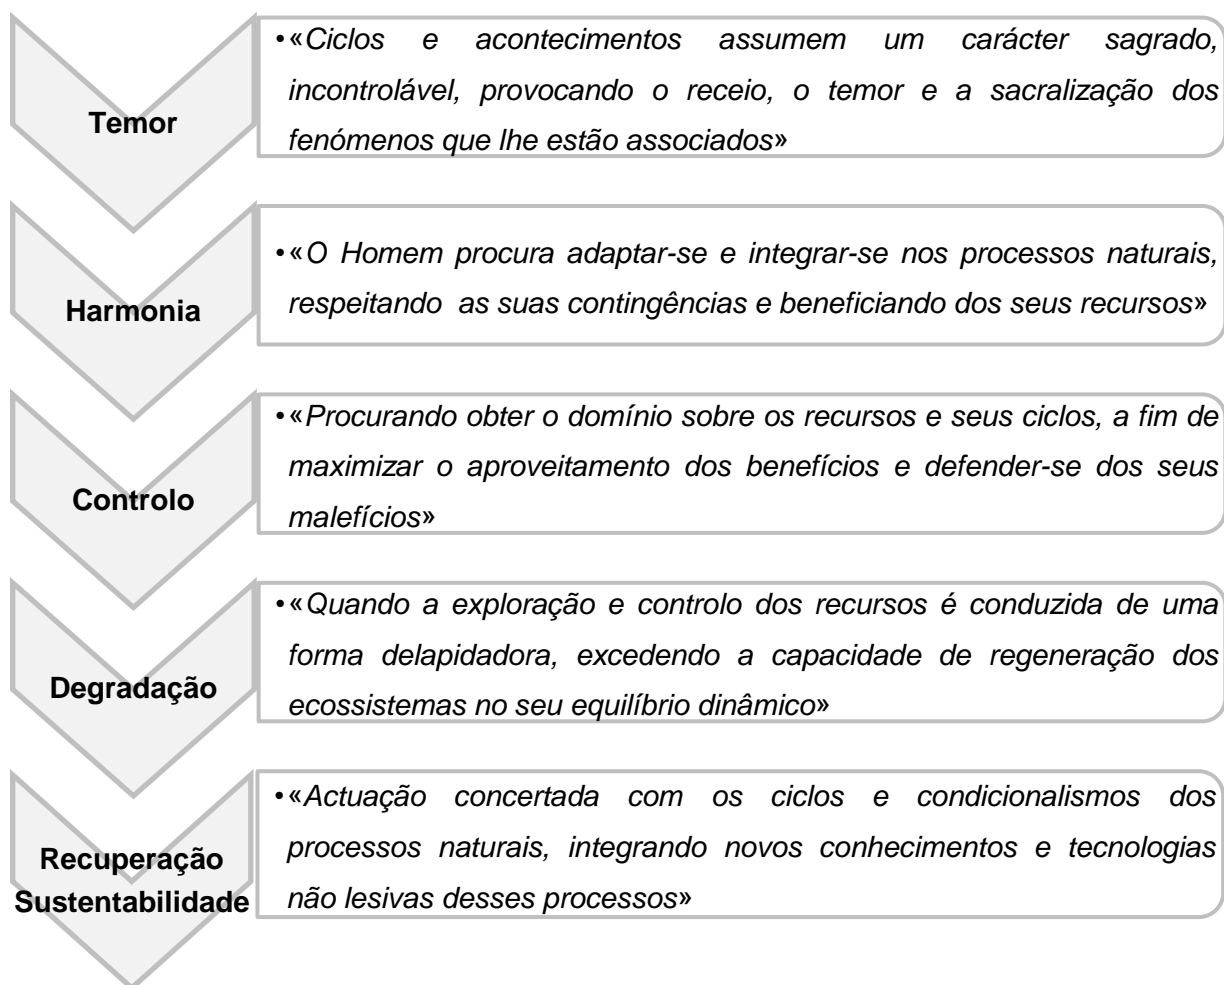 Temor
•«Ciclos e acontecimentos assumem um carácter sagrado,
incontrolável, provocando o receio, o temor e a sacralização dos
fenómenos que lhe estão associados»
Harmonia
•«O Homem procura adaptar-se e integrar-se nos processos naturais,
respeitando as suas contingências e beneficiando dos seus recursos»
Controlo
•«Procurando obter o domínio sobre os recursos e seus ciclos, a fim de
maximizar o aproveitamento dos benefícios e defender-se dos seus
malefícios»
Degradação
•«Quando a exploração e controlo dos recursos é conduzida de uma
forma delapidadora, excedendo a capacidade de regeneração dos
ecossistemas no seu equilíbrio dinâmico»
Recuperação
Sustentabilidade
•«Actuação concertada com os ciclos e condicionalismos dos
processos naturais, integrando novos conhecimentos e tecnologias
não lesivas desses processos»